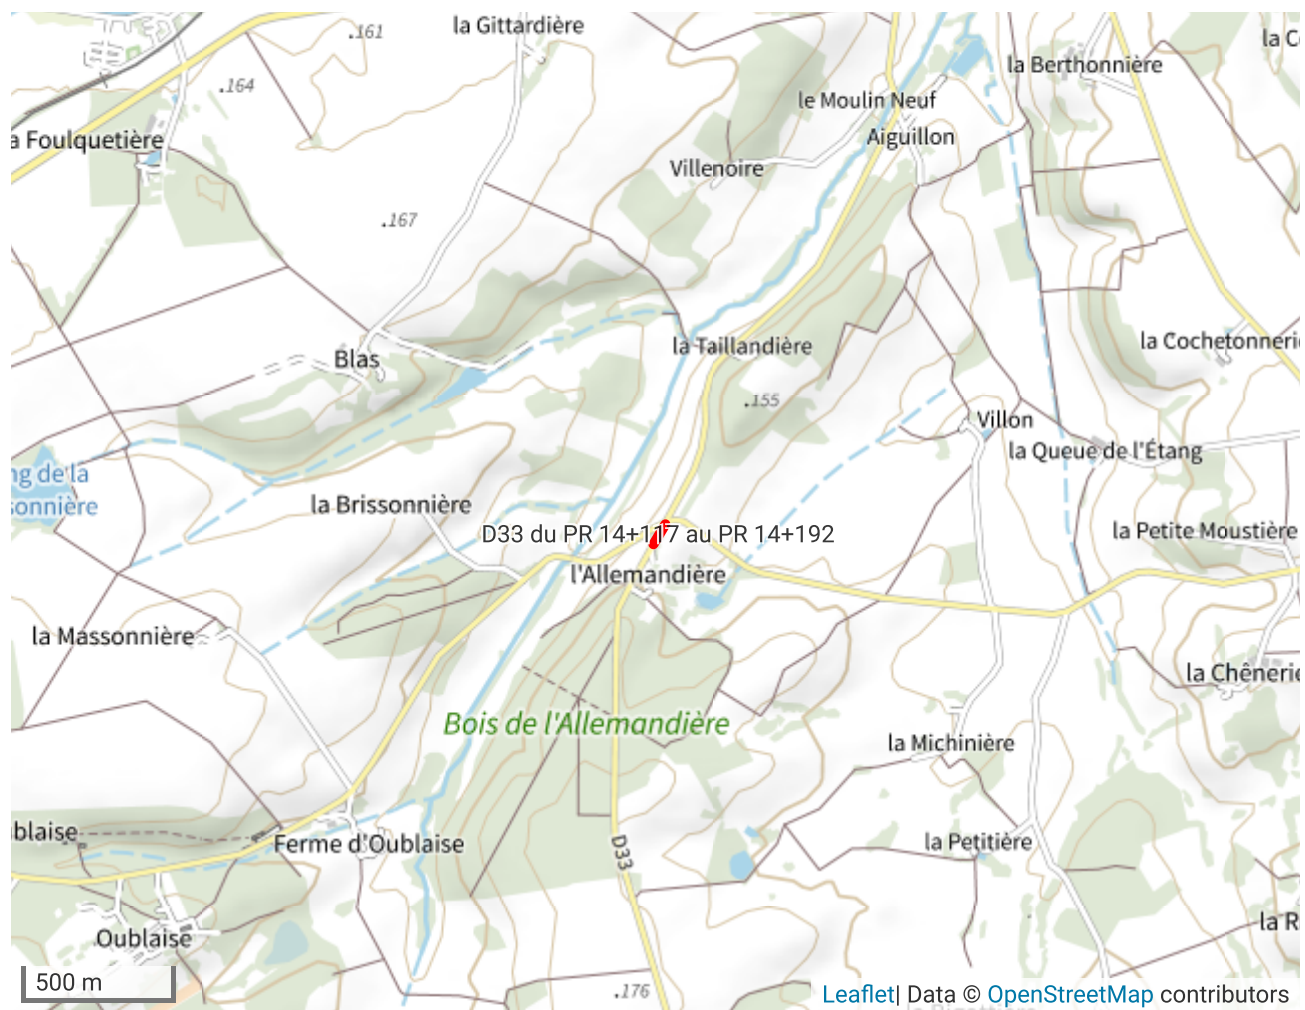 la Gittardière
.161
la C
la Berthonnière
.164
le Moulin Neuf
a Foulquetière
Aiguillon
Villenoire
.167
la Cochetonneri
la Taillandière
Blas
.155
Villon
la Queue de l'Étang
ng de la
sonnière
la Brissonnière
la Petite Moustière
D33 du PR 14+117 au PR 14+192
l'Allemandière
la Massonnière
la Chênerie
Bois de l'Allemandière
la Michinière
blaise
Ferme d'Oublaise
D33
la Petitière
la R
Oublaise
500 m
.176
Leaflet| Data © OpenStreetMap contributors